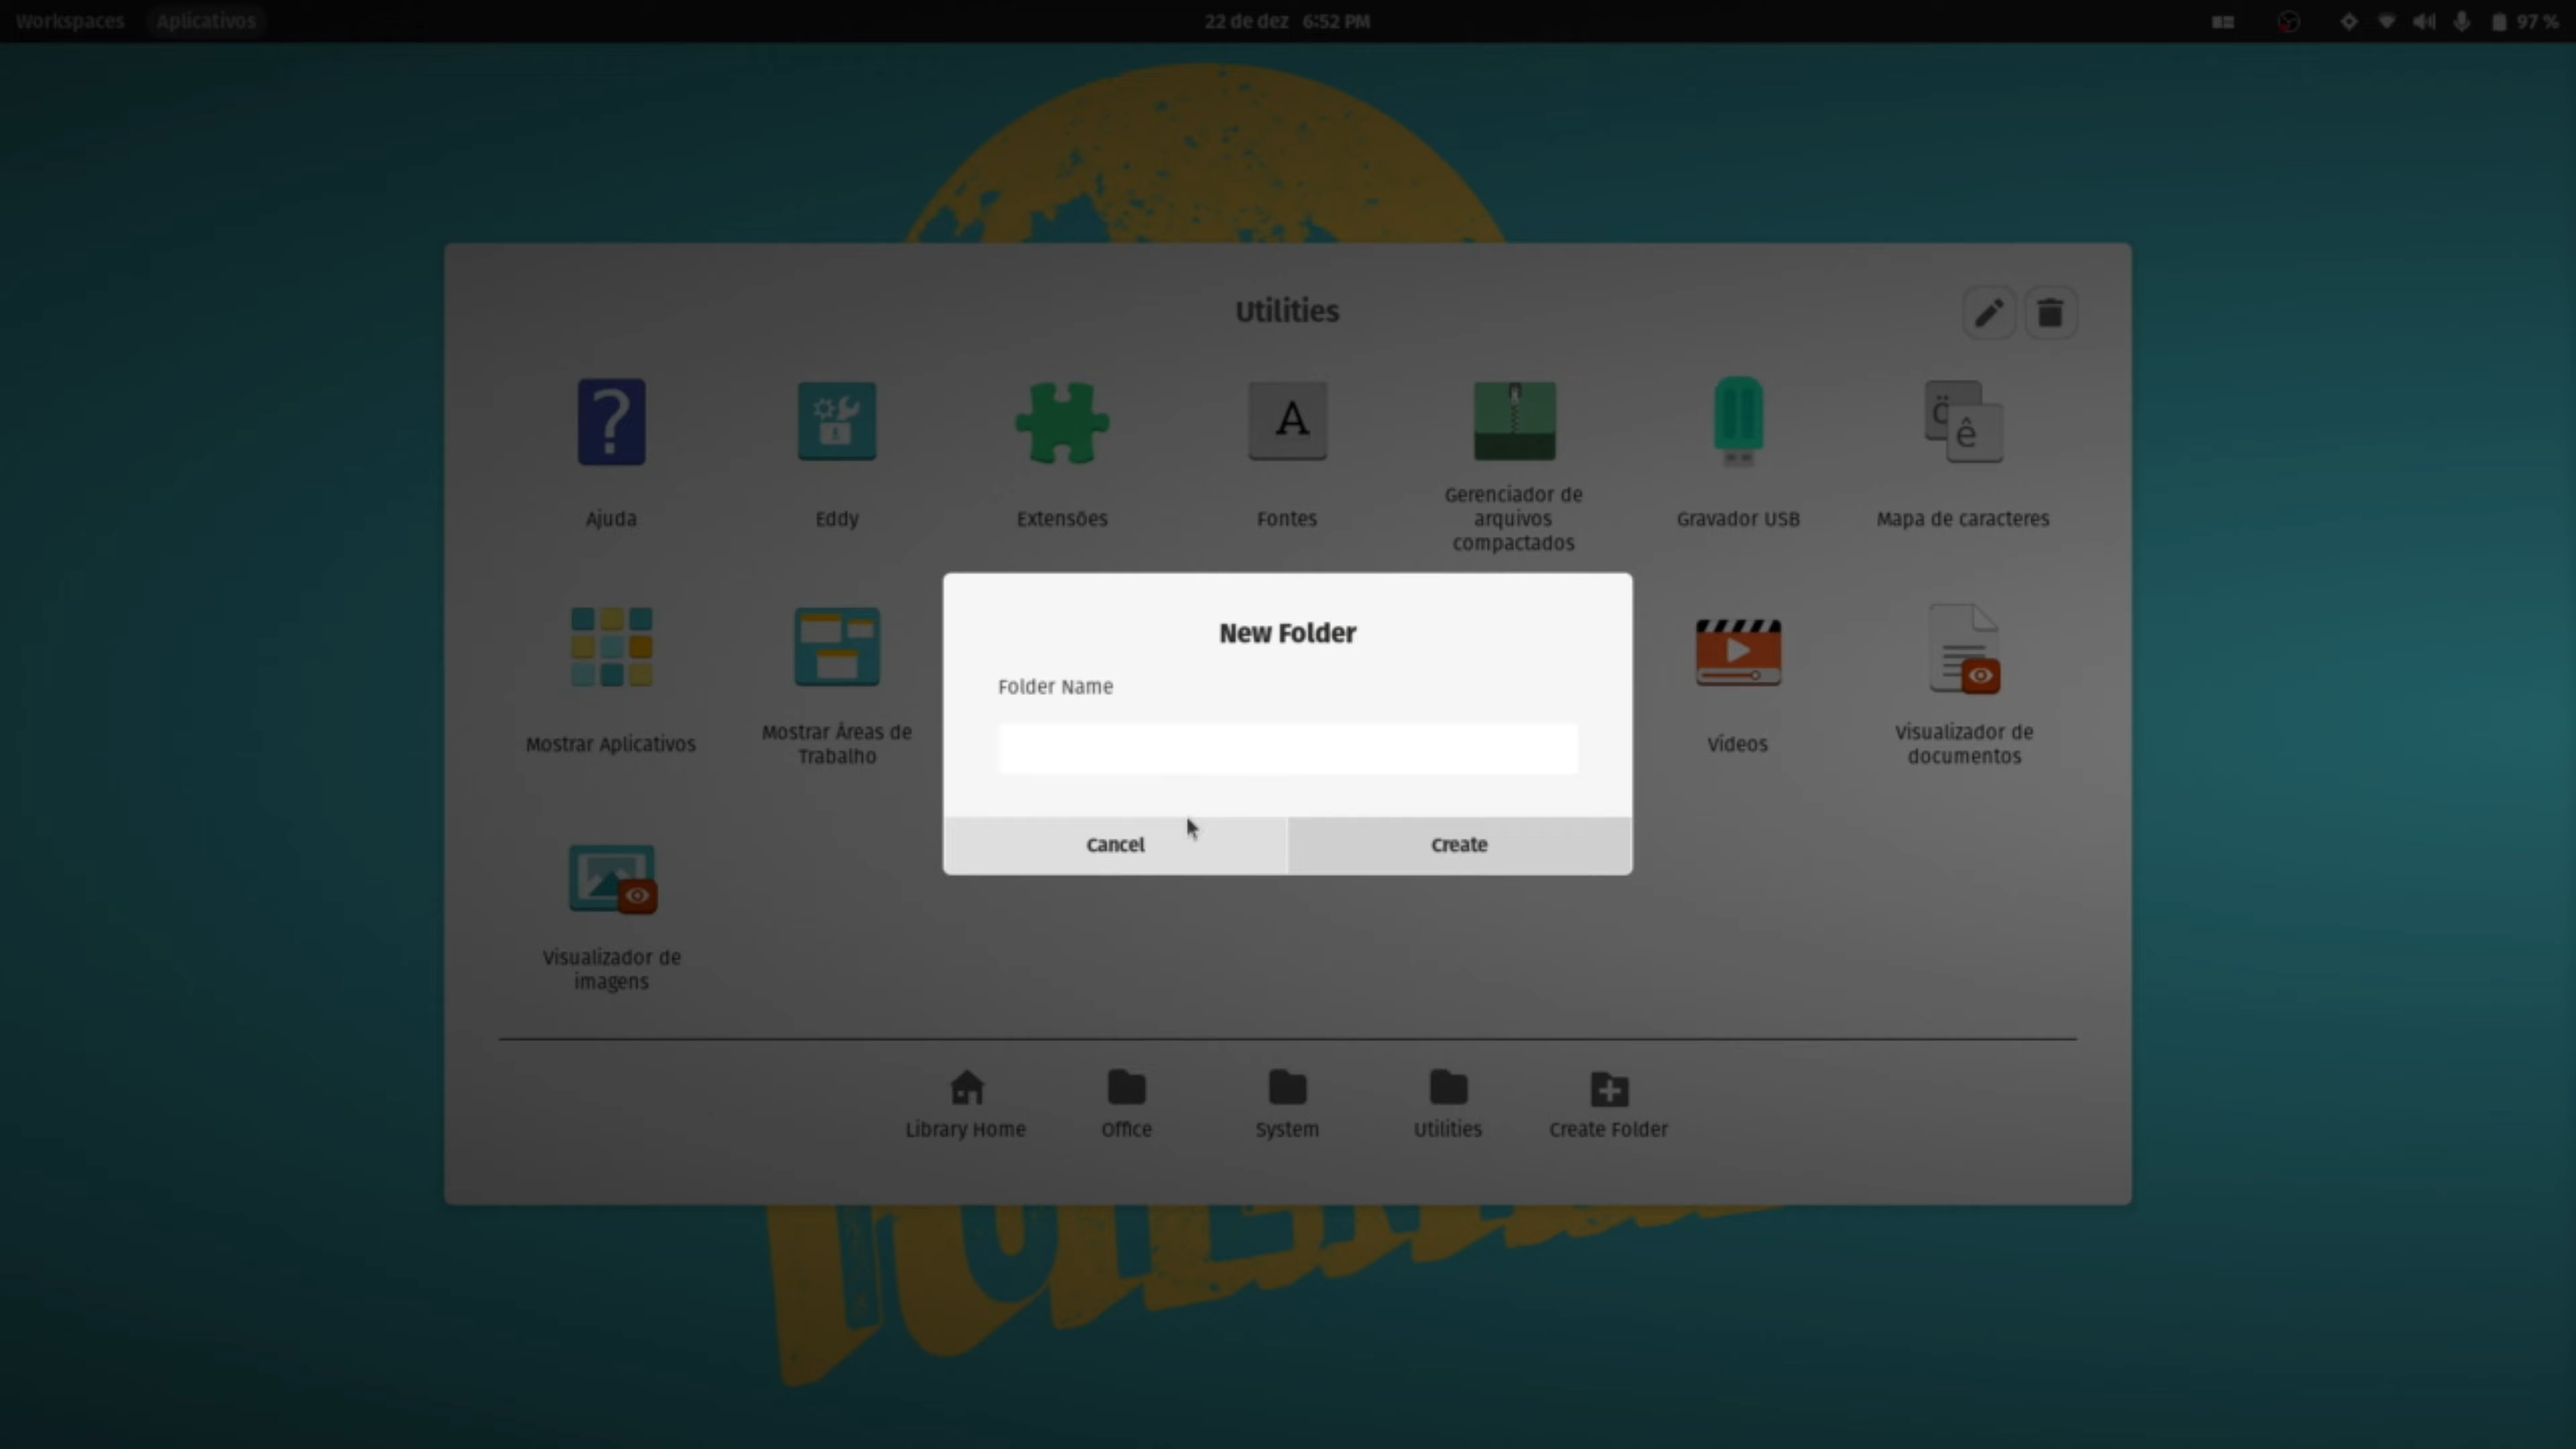 Workspaces Aplicativos 22 de dez 6:52 PM 97 %
Utilities
Ajuda Eddy Extensões Fontes Gerenciador de arquivos compactados Gravador USB Mapa de caracteres
New Folder
Folder Name
Mostrar Aplicativos
Mostrar Áreas de
Trabalho
Vídeos
Visualizador de
documentos
Cancel Create
Visualizador de
imagens
Library Home Office System Utilities Create Folder